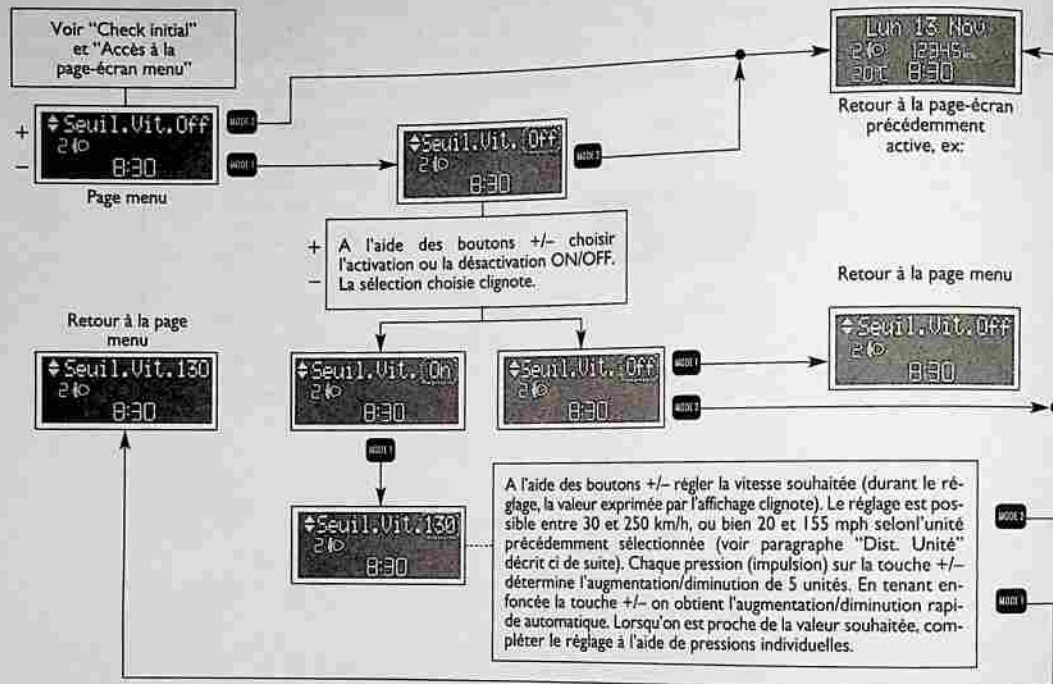 Voir "Check initial"
et "Accès à la
page-écran menu"
Lun 13 Nov
12345
20℃ 8:30
Retour à la page-écran
précédemment
active, ex:
+
Seuil.Vit.Off
MODE 2
2
−
8:30
MODE 1
Page menu
Seuil.Vit. Off
2
8:30
MODE 2
+
−
A l'aide des boutons +/− choisir
l'activation ou la désactivation ON/OFF.
La sélection choisie clignote.
Retour à la page menu
Seuil.Vit.Off
2
8:30
Retour à la page
menu
Seuil.Vit.130
2
8:30
Seuil.Vit. On
2
8:30
Seuil.Vit. Off
2
8:30
MODE 1
MODE 2
MODE 1
Seuil.Vit.130
2
8:30
A l'aide des boutons +/− régler la vitesse souhaitée (durant le ré-
glage, la valeur exprimée par l'affichage clignote). Le réglage est pos-
sible entre 30 et 250 km/h, ou bien 20 et 155 mph selonl'unité
précédemment sélectionnée (voir paragraphe "Dist. Unité"
décrit ci de suite). Chaque pression (impulsion) sur la touche +/−
détermine l'augmentation/diminution de 5 unités. En tenant en-
foncée la touche +/− on obtient l'augmentation/diminution rapi-
de automatique. Lorsqu'on est proche de la valeur souhaitée, com-
pléter le réglage à l'aide de pressions individuelles.
MODE 2
MODE 1